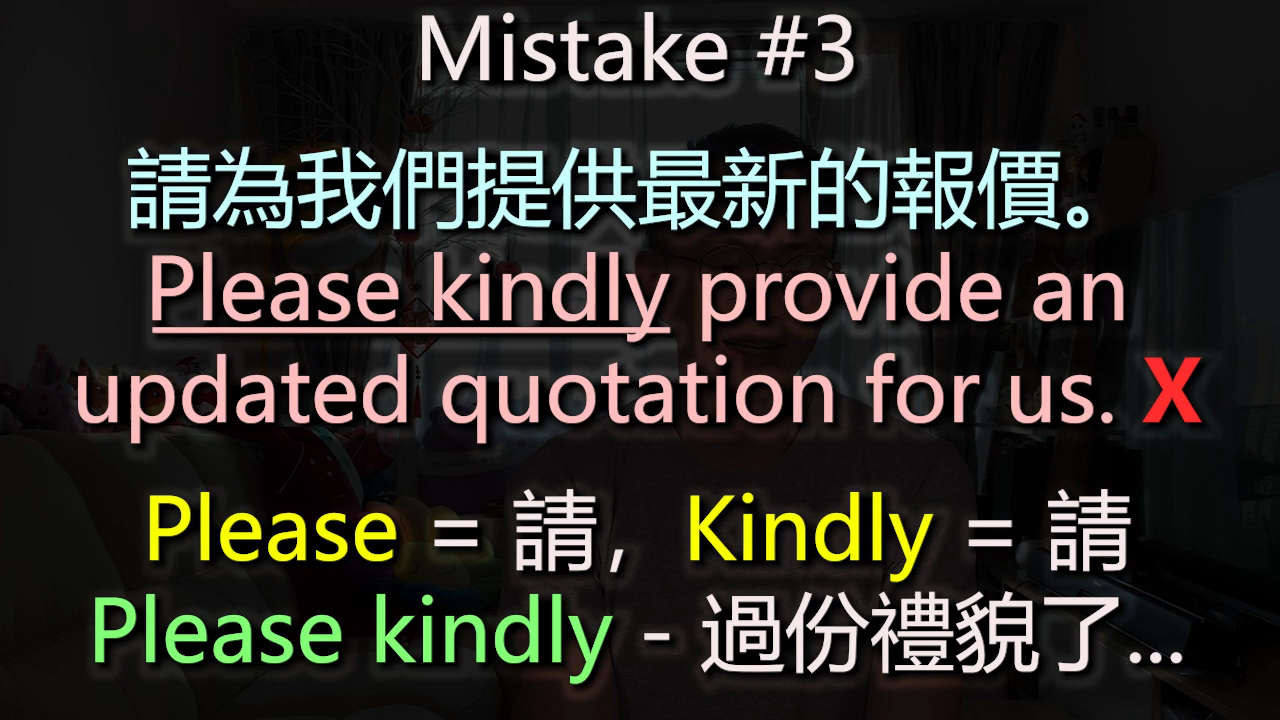 Mistake #3
請為我們提供最新的報價。
Please kindly provide an
updated quotation for us. X
Please = 請, Kindly = 請
Please kindly - 過份禮貌了...